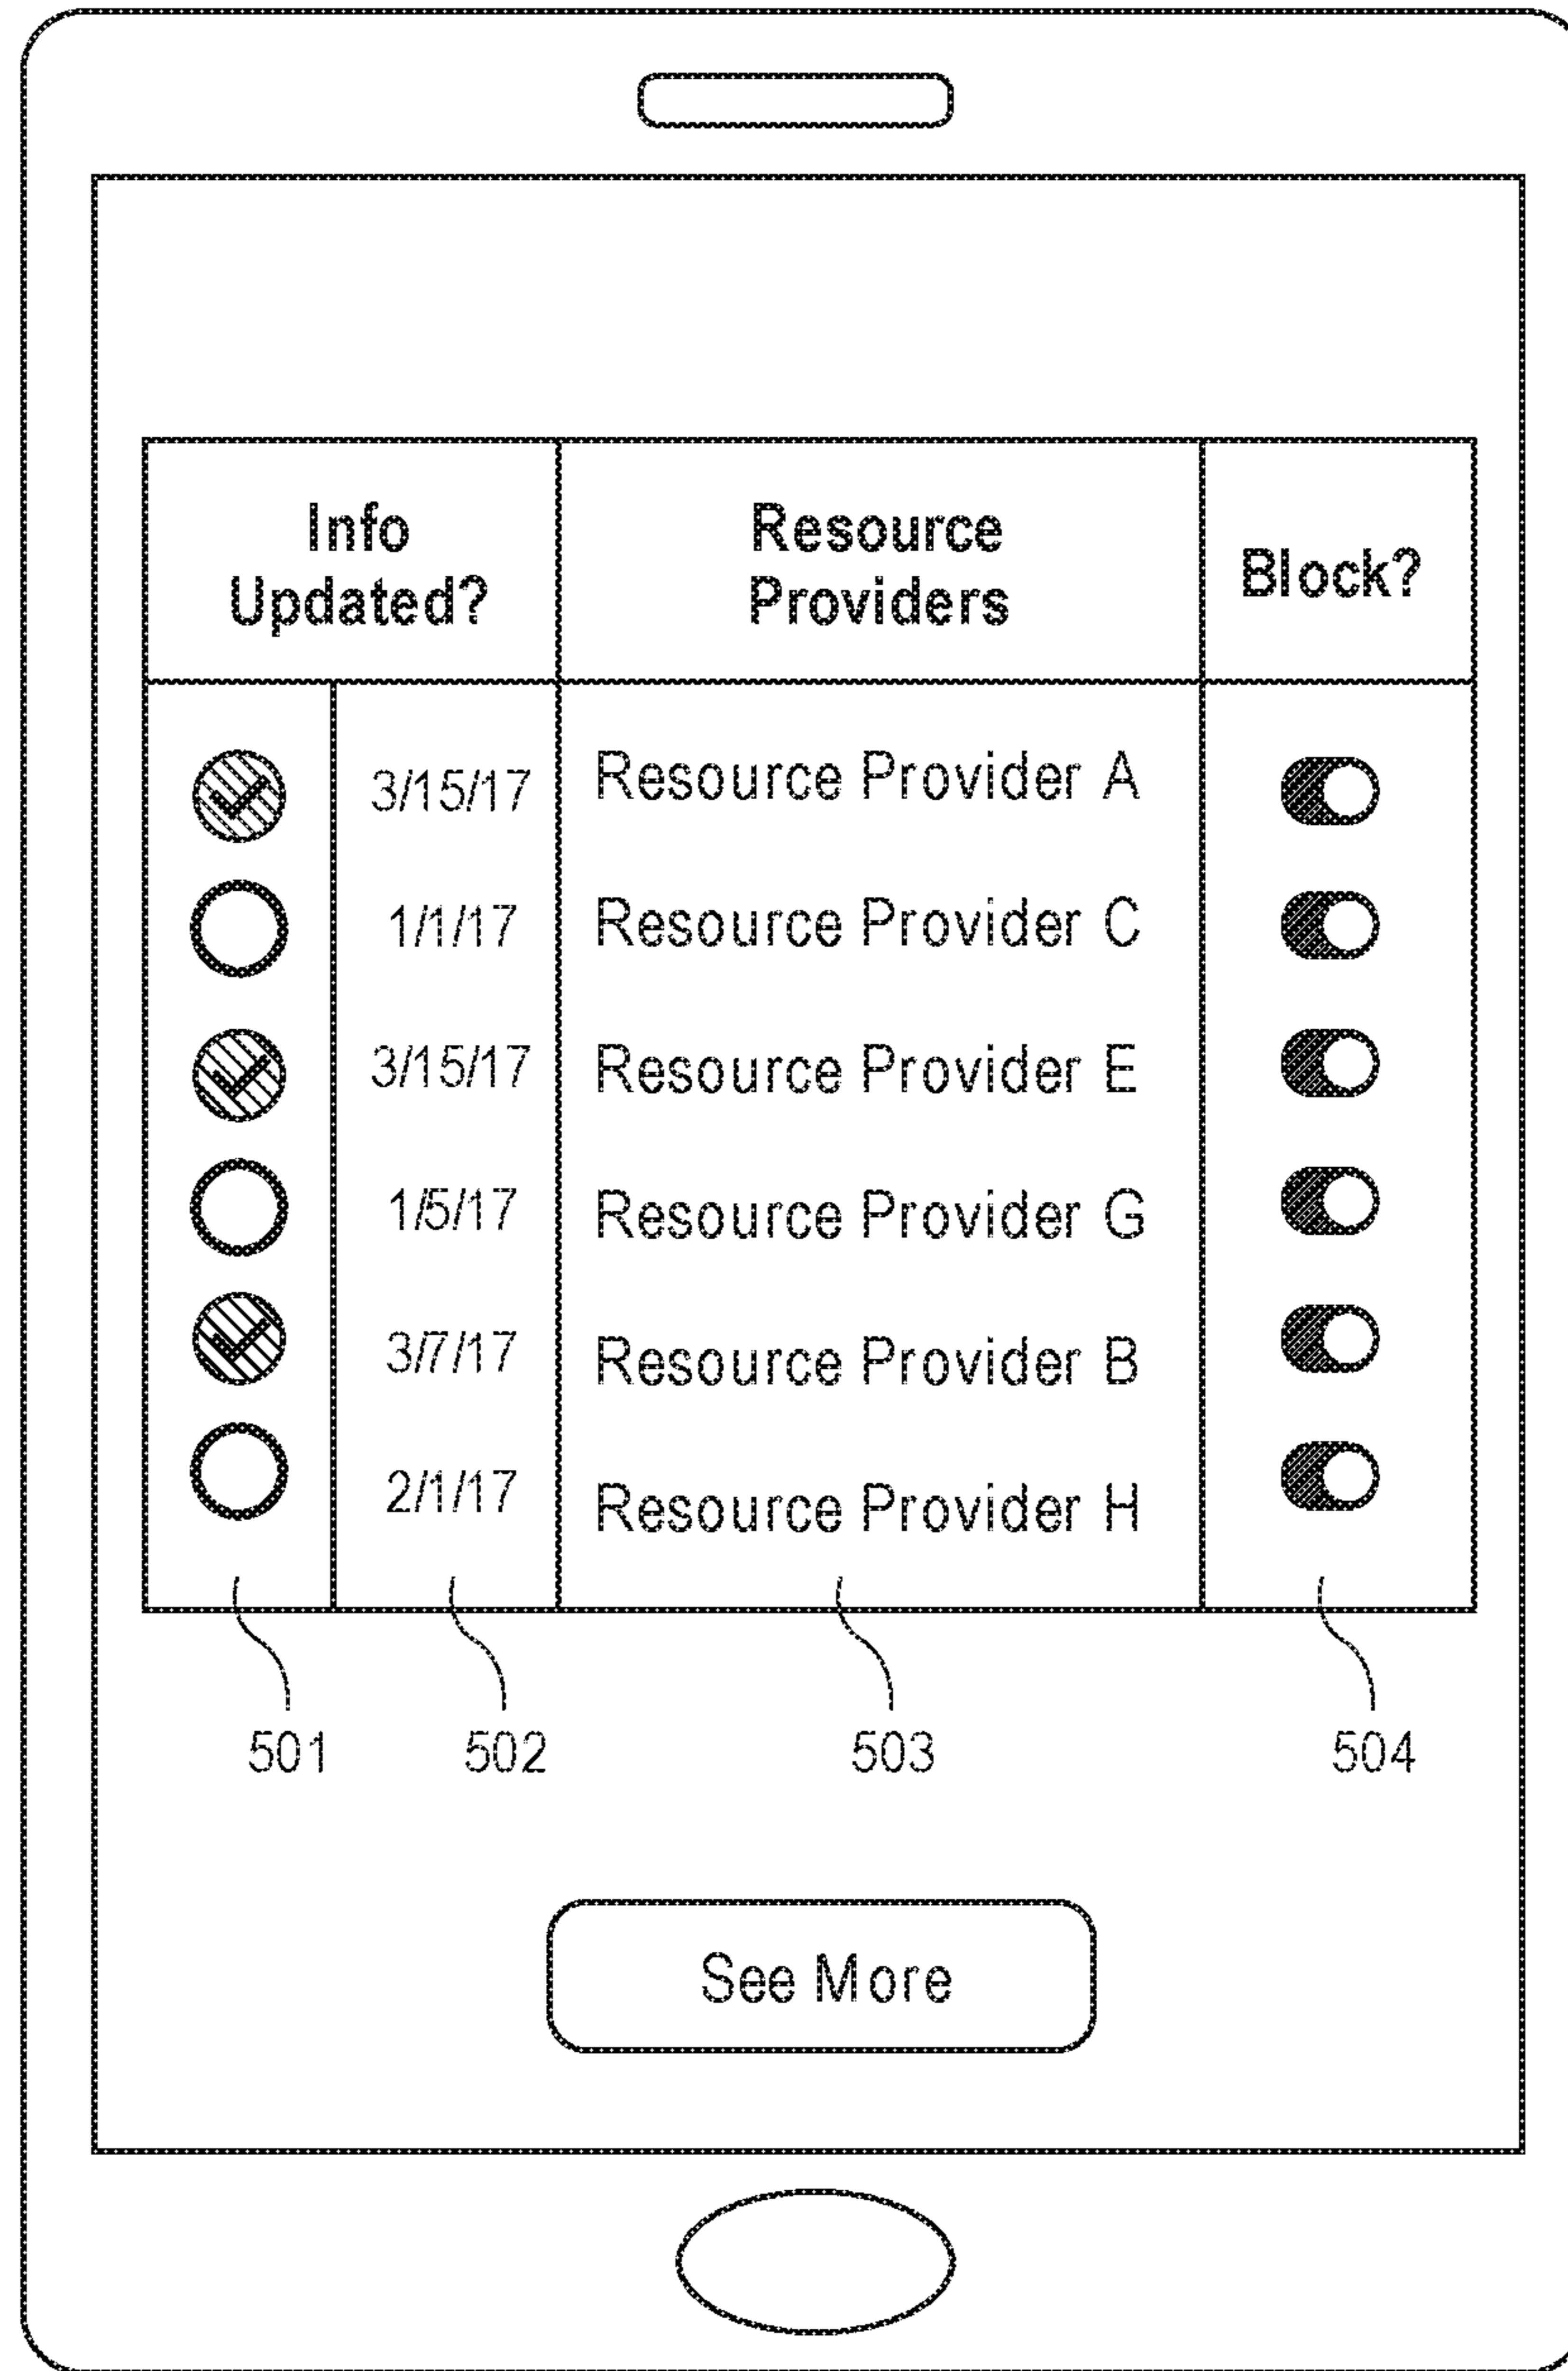 Info
Updated?
Resource
Providers
Block?
3/15/17 Resource Provider A
1/1/17 Resource Provider C
3/15/17 Resource Provider E
1/5/17 Resource Provider G
3/7/17 Resource Provider B
2/1/17 Resource Provider H
501 502 503 504
See More